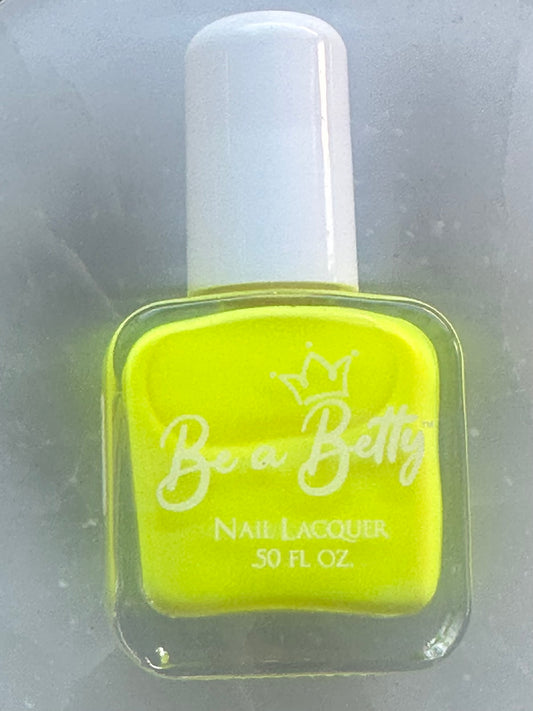 Be a Betty™
NAIL LACQUER
.50 FL OZ.